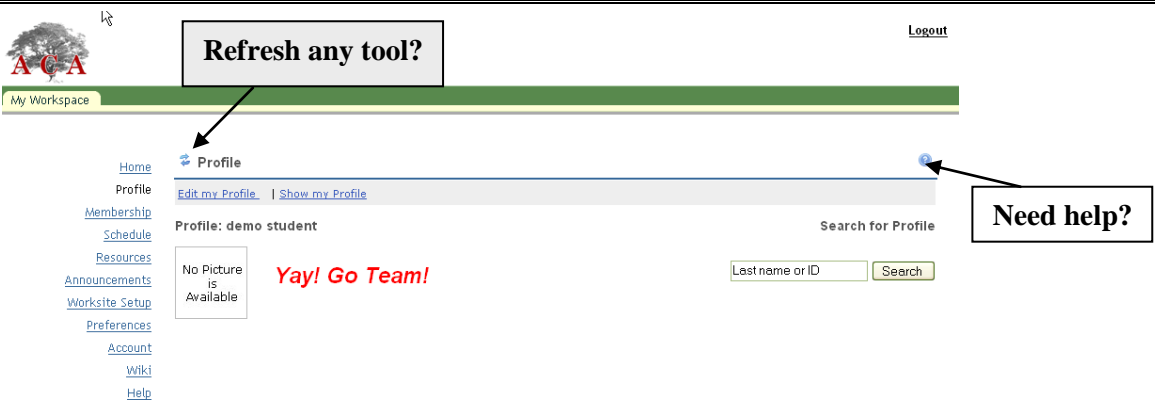 Refresh any tool?
Logout
ACA
My Workspace
Home
Profile
Membership
Schedule
Resources
Announcements
Worksite Setup
Preferences
Account
Wiki
Help
Profile
Edit my Profile | Show my Profile
Need help?
Profile: demo student
Search for Profile
No Picture
is
Available
Yay! Go Team!
Last name or ID
Search